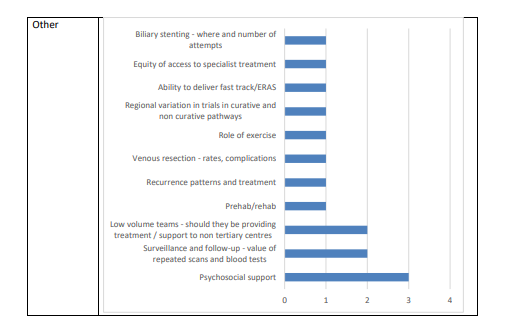 Other
Biliary stenting - where and number of
attempts
Equity of access to specialist treatment
Ability to deliver fast track/ERAS
Regional variation in trials in curative and
non curative pathways
Role of exercise
Venous resection - rates, complications
Recurrence patterns and treatment
Prehab/rehab
Low volume teams - should they be providing
treatment / support to non tertiary centres
Surveillance and follow-up - value of
repeated scans and blood tests
Psychosocial support
0 1 2 3 4